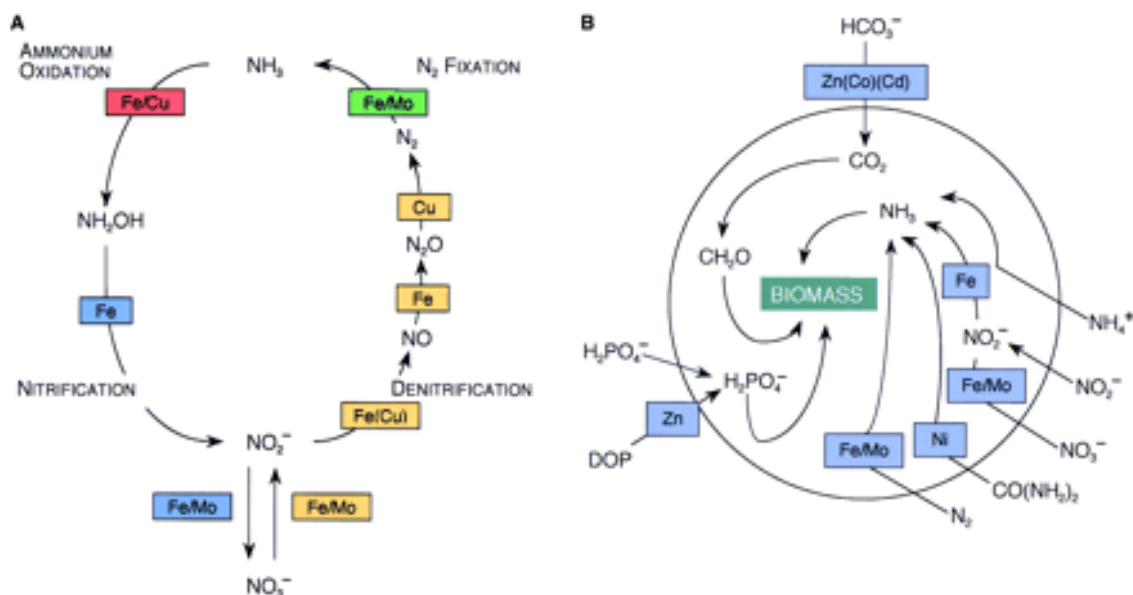 A
AMMONIUM
OXIDATION
NH₃
N₂ FIXATION
Fe/Cu
Fe/Mo
N₂
Cu
NH₂OH
N₂O
Fe
Fe
NO
NITRIFICATION
DENITRIFICATION
Fe(Cu)
NO₂⁻
Fe/Mo
Fe/Mo
NO₃⁻
B
HCO₃⁻
Zn(Co)(Cd)
CO₂
NH₃
CH₂O
Fe
BIOMASS
NH₄⁺
NO₂⁻
H₂PO₄⁻
H₂PO₄⁻
Fe/Mo
NO₂⁻
Zn
Fe/Mo
Ni
NO₃⁻
DOP
CO(NH₂)₂
N₂